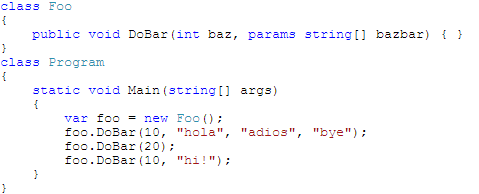 class Foo
{
    public void DoBar(int baz, params string[] bazbar) { }
}
class Program
{
    static void Main(string[] args)
    {
        var foo = new Foo();
        foo.DoBar(10, "hola", "adios", "bye");
        foo.DoBar(20);
        foo.DoBar(10, "hi!");
    }
}